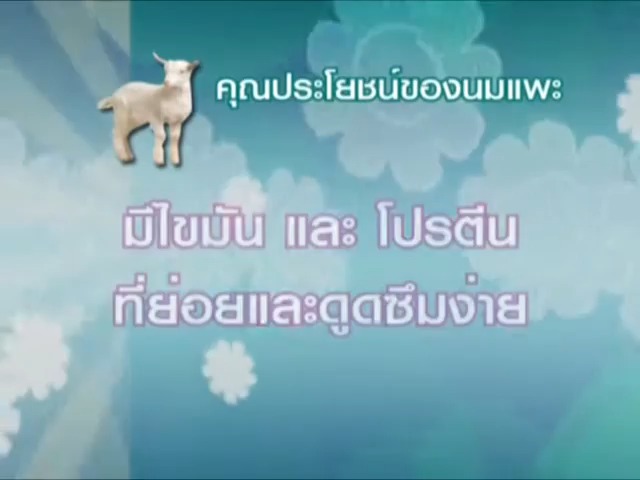 คุณประโยชน์ของนมแพะ
มีไขมัน และ โปรตีน
ที่ย่อยและดูดซึมง่าย